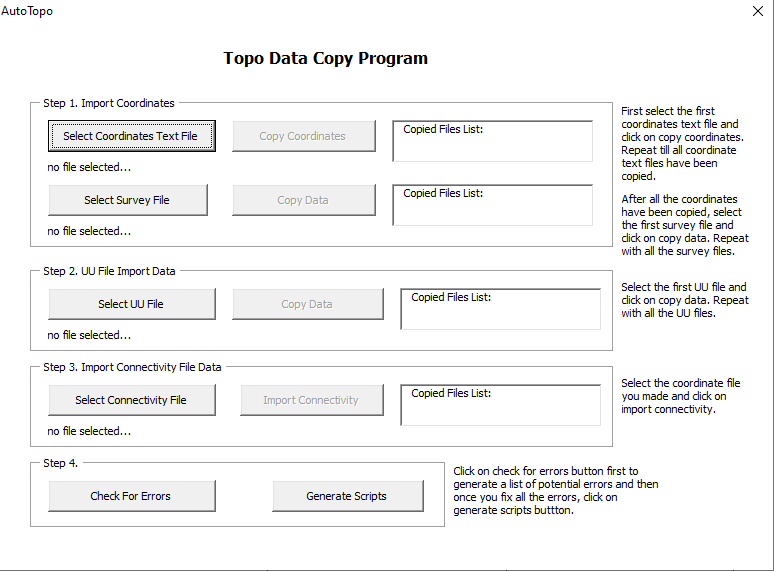 AutoTopo
Topo Data Copy Program
Step 1. Import Coordinates
Select Coordinates Text File
Copy Coordinates
Copied Files List:
no file selected...
Select Survey File
Copy Data
Copied Files List:
no file selected...
First select the first
coordinates text file and
click on copy coordinates.
Repeat till all coordinate
text files have been
copied.
After all the coordinates
have been copied, select
the first survey file and
click on copy data. Repeat
with all the survey files.
Step 2. UU File Import Data
Select UU File
Copy Data
Copied Files List:
no file selected...
Select the first UU file and
click on copy data. Repeat
with all the UU files.
Step 3. Import Connectivity File Data
Select Connectivity File
Import Connectivity
Copied Files List:
no file selected...
Select the coordinate file
you made and click on
import connectivity.
Step 4.
Check For Errors
Generate Scripts
Click on check for errors button first to
generate a list of potential errors and then
once you fix all the errors, click on
generate scripts buttton.